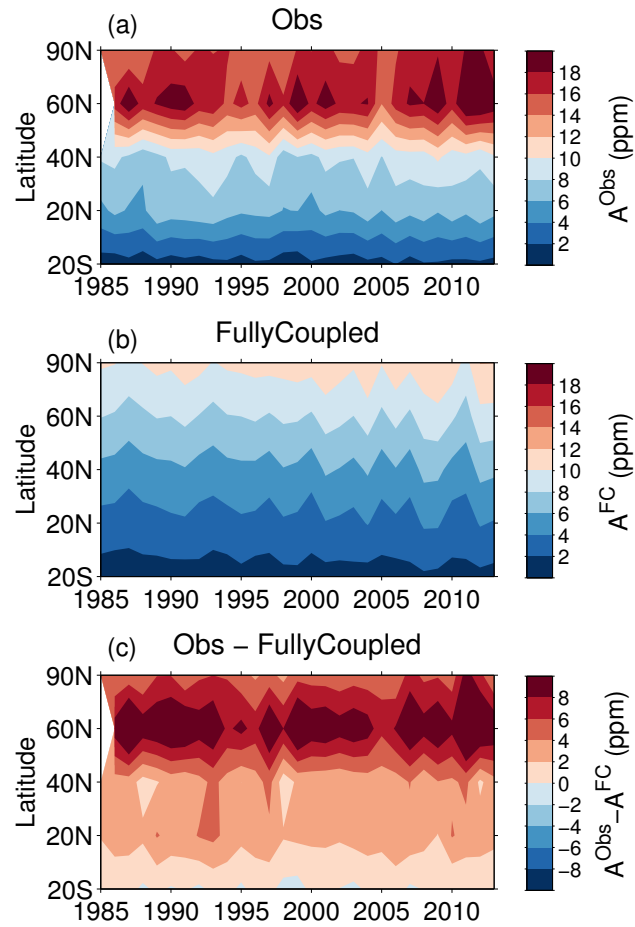 (a) Obs
90N
60N
40N
20N
20S
Latitude
1985 1990 1995 2000 2005 2010
18
16
14
12
10
8
6
4
2
A^Obs (ppm)
(b) FullyCoupled
90N
60N
40N
20N
20S
Latitude
1985 1990 1995 2000 2005 2010
18
16
14
12
10
8
6
4
2
A^FC (ppm)
(c) Obs − FullyCoupled
90N
60N
40N
20N
20S
Latitude
1985 1990 1995 2000 2005 2010
8
6
4
2
0
−2
−4
−6
−8
A^Obs−A^FC (ppm)